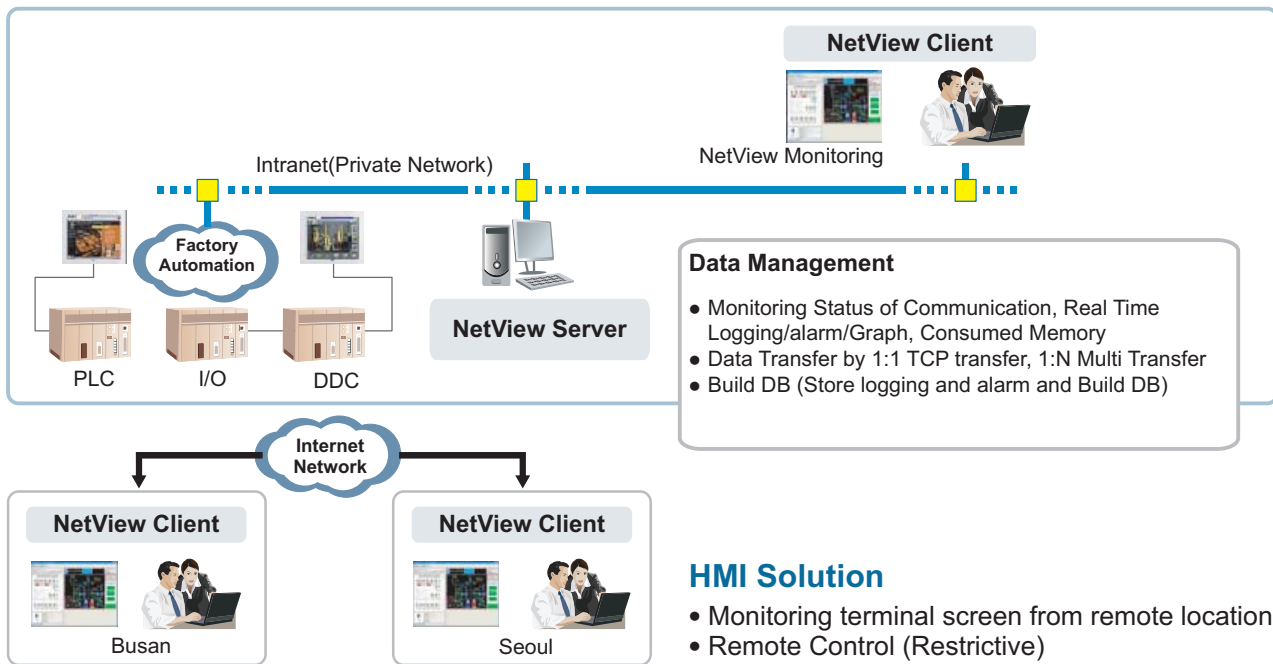 NetView Client
NetView Monitoring
Intranet(Private Network)
Factory
Automation
NetView Server
PLC
I/O
DDC
Data Management
● Monitoring Status of Communication, Real Time
Logging/alarm/Graph, Consumed Memory
● Data Transfer by 1:1 TCP transfer, 1:N Multi Transfer
● Build DB (Store logging and alarm and Build DB)
Internet
Network
NetView Client
Busan
NetView Client
Seoul
HMI Solution
• Monitoring terminal screen from remote location
• Remote Control (Restrictive)